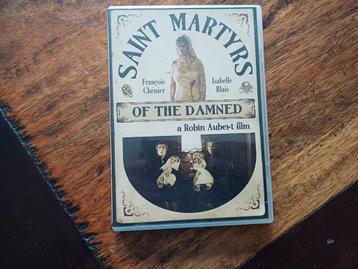 SAINT MARTYRS
François Chénier
Isabelle Blais
OF THE DAMNED
a Robin Aubert film